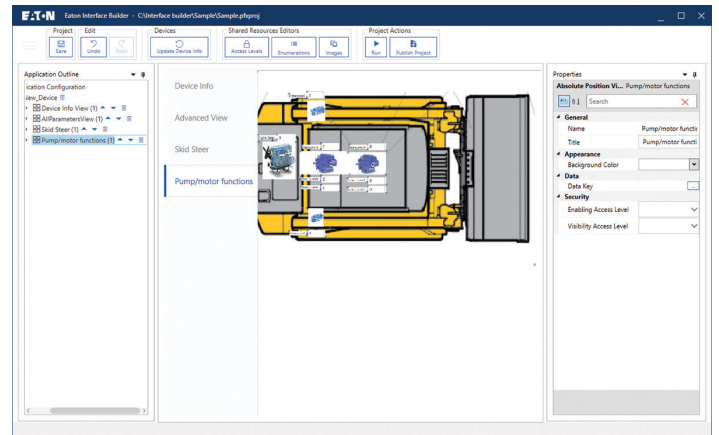 EATON Eaton Interface Builder - C:\Interface builder\Sample\Sample.pfxproj
Project Edit Devices Shared Resources Editors Project Actions
Save Undo Redo Update Device Info Access Levels Enumerations Images Run Publish Project
Application Outline
ication Configuration
iew_Device
Device Info View (1)
AllParametersView (1)
Skid Steer (1)
Pump/motor functions (1)
Device Info
Advanced View
Skid Steer
Pump/motor functions
Properties
Absolute Position Vi... Pump/motor functions
Search
General
Name Pump/motor functi
Title Pump/motor functi
Appearance
Background Color
Data
Data Key ...
Security
Enabling Access Level
Visibility Access Level